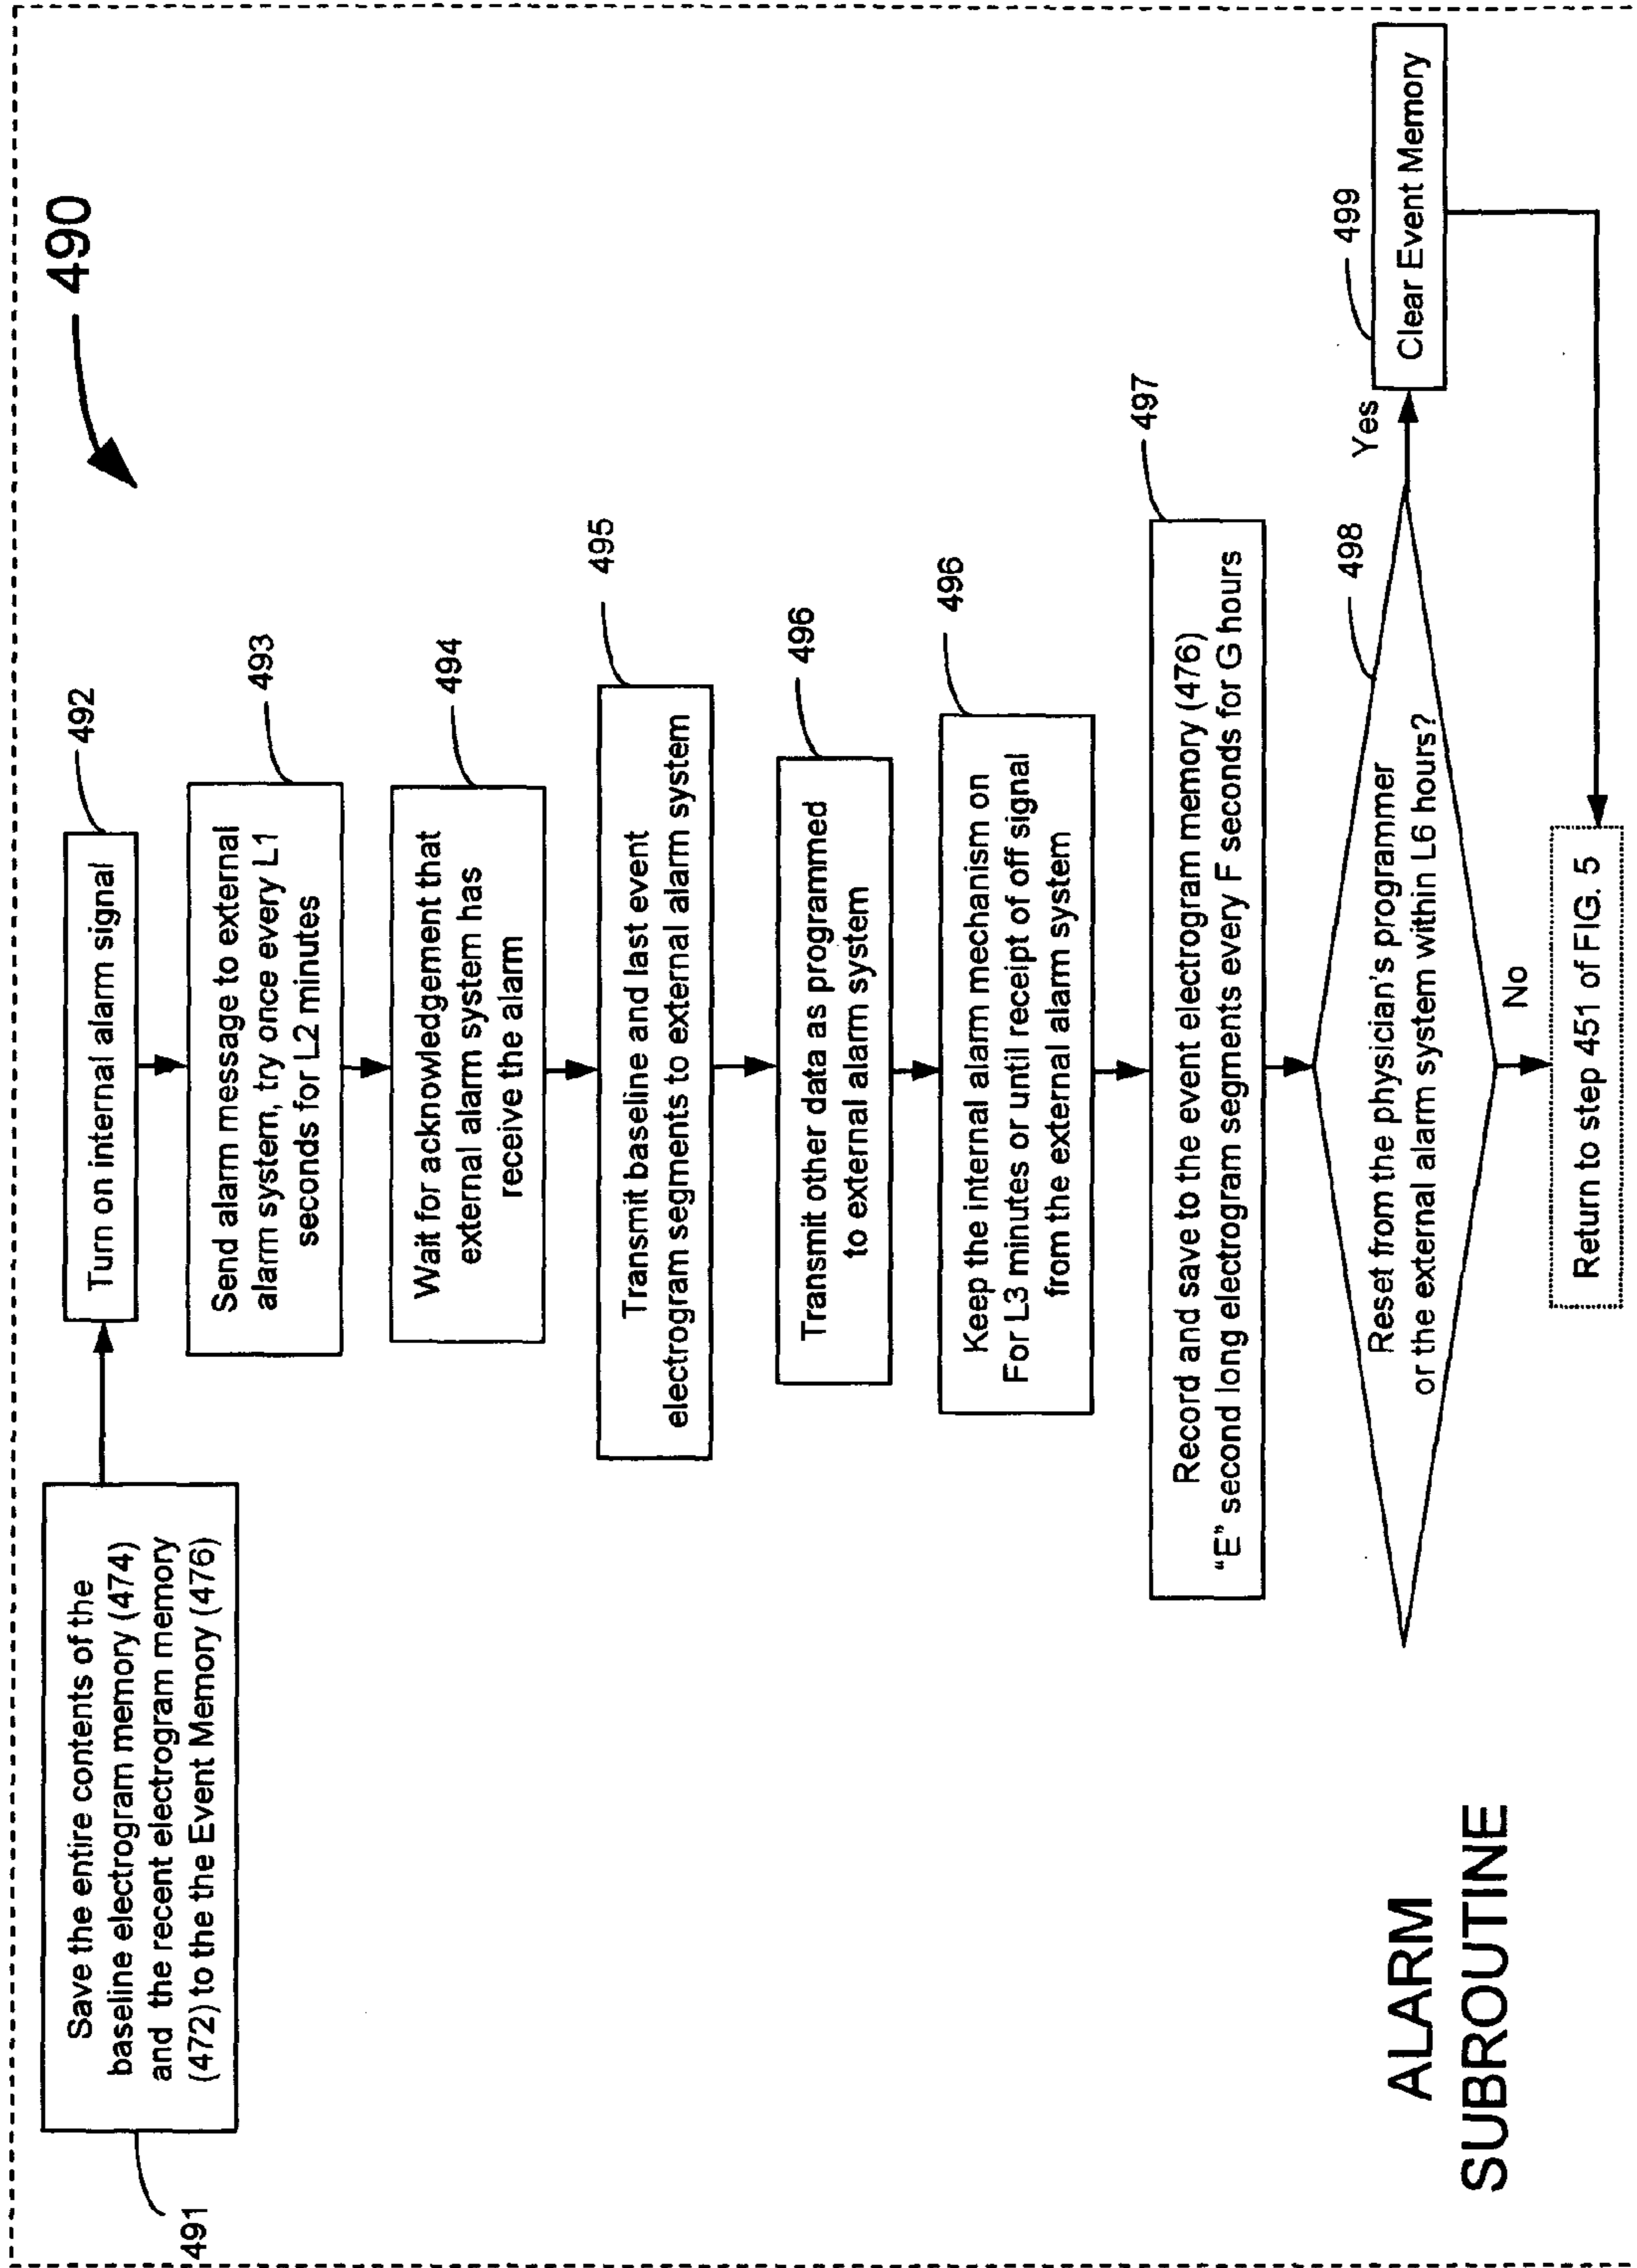 490
491
Save the entire contents of the
baseline electrogram memory (474)
and the recent electrogram memory
(472) to the the Event Memory (476)
492
Turn on internal alarm signal
493
Send alarm message to external
alarm system, try once every L1
seconds for L2 minutes
494
Wait for acknowledgement that
external alarm system has
receive the alarm
495
Transmit baseline and last event
electrogram segments to external alarm system
496
Transmit other data as programmed
to external alarm system
496
Keep the internal alarm mechanism on
For L3 minutes or until receipt of off signal
from the external alarm system
497
Record and save to the event electrogram memory (476)
“E” second long electrogram segments every F seconds for G hours
498
Reset from the physician's programmer
or the external alarm system within L6 hours?
Yes
499
Clear Event Memory
No
Return to step 451 of FIG. 5
ALARM
SUBROUTINE